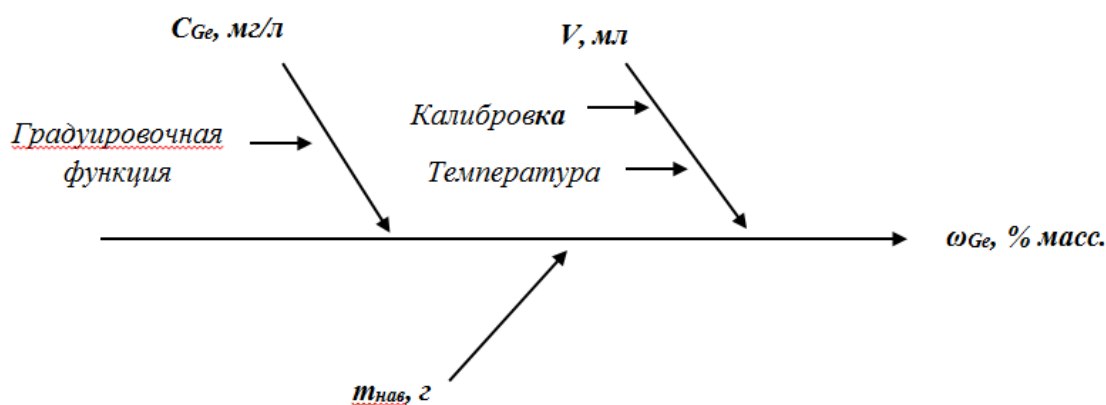 C_Ge, мг/л
V, мл
Калибровка
Градуировочная
функция
Температура
ω_Ge, % масс.
m_нав, г